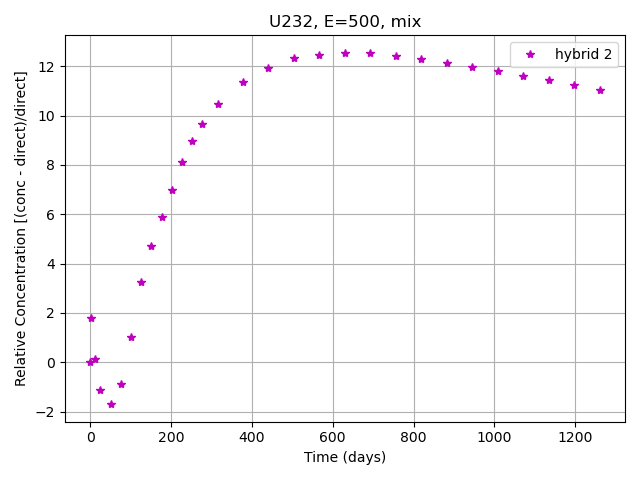 U232, E=500, mix
hybrid 2
Relative Concentration [(conc - direct)/direct]
12
10
8
6
4
2
0
−2
0 200 400 600 800 1000 1200
Time (days)